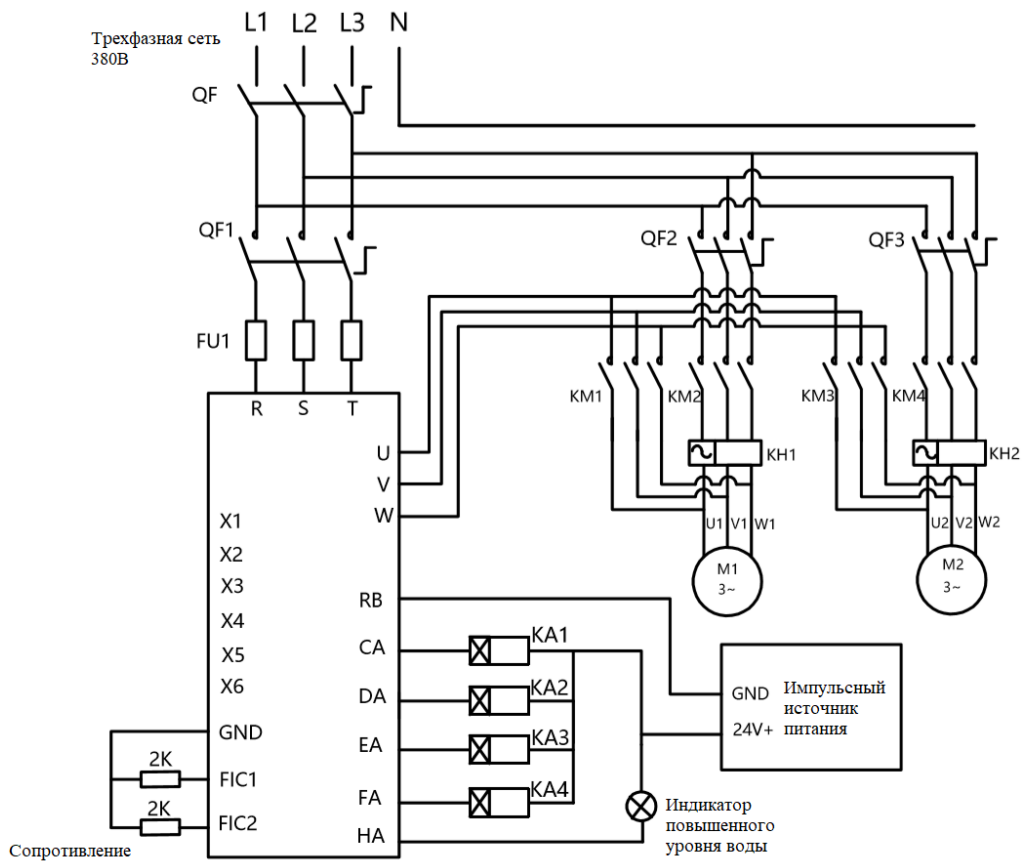 L1 L2 L3 N
Трехфазная сеть
380В
QF
QF1 QF2 QF3
FU1
KM1 KM2 KM3 KM4
R S T
KH1 KH2
U
V
W
U1 V1 W1 U2 V2 W2
X1
X2
X3
X4
X5
X6
M1
3~
M2
3~
RB
CA KA1
DA KA2
EA KA3
FA KA4
HA
GND Импульсный
источник
24V+ питания
GND
2K FIC1
2K FIC2
Сопротивление
Индикатор
повышенного
уровня воды